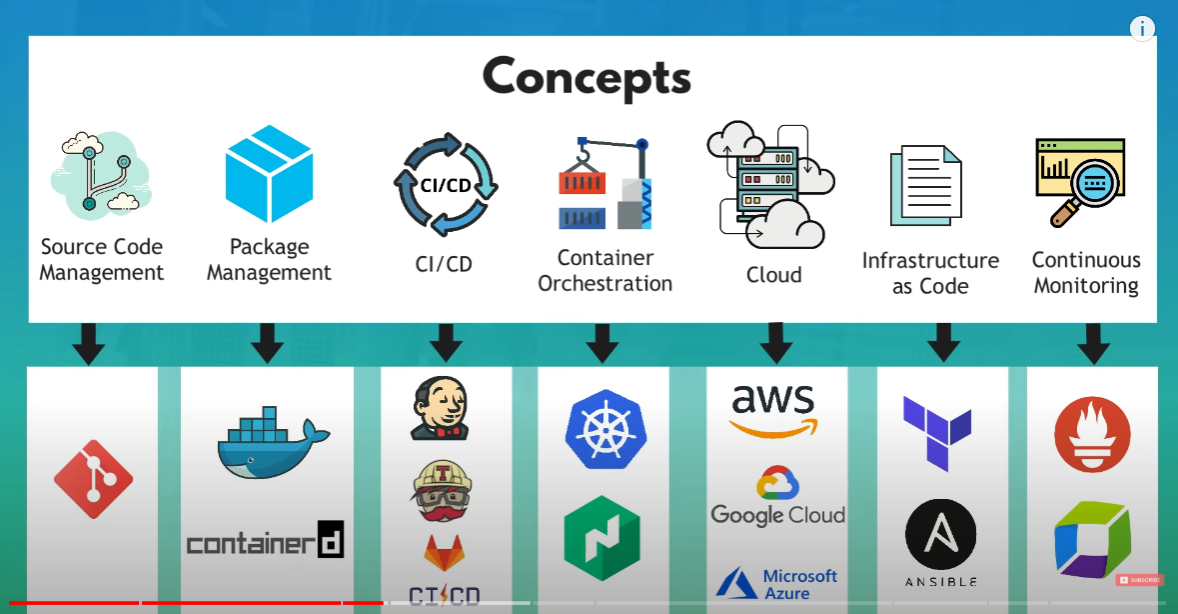 i
Concepts
CI/CD
Source Code
Management
Package
Management
CI/CD
Container
Orchestration
Cloud
Infrastructure
as Code
Continuous
Monitoring
containerd
T
CI CD
aws
Google Cloud
Microsoft
Azure
A
ANSIBLE
SUBSCRIBE